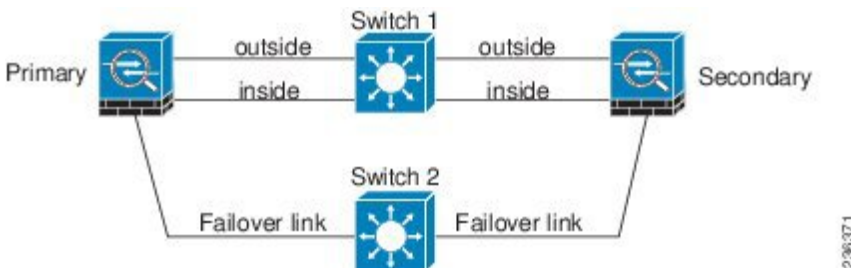 Switch 1
outside outside
Primary Secondary
inside inside
Switch 2
Failover link Failover link
236371